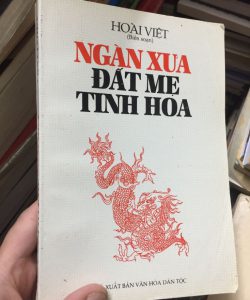 HOÀI VIỆT
(Biên soạn)
NGÀN XƯA
ĐẤT MẸ
TINH HOA
XUẤT BẢN VĂN HÓA DÂN TỘC